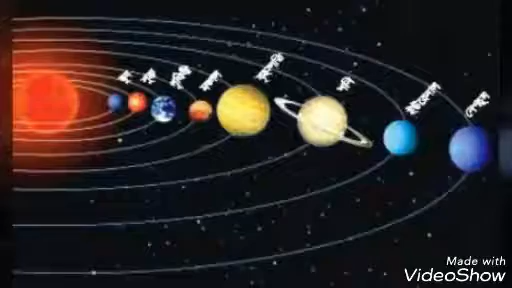 পৃথিবী
মঙ্গল
বৃহস্পতি
শনি
ইউরেনাস
নেপচুন
Made with
VideoShow